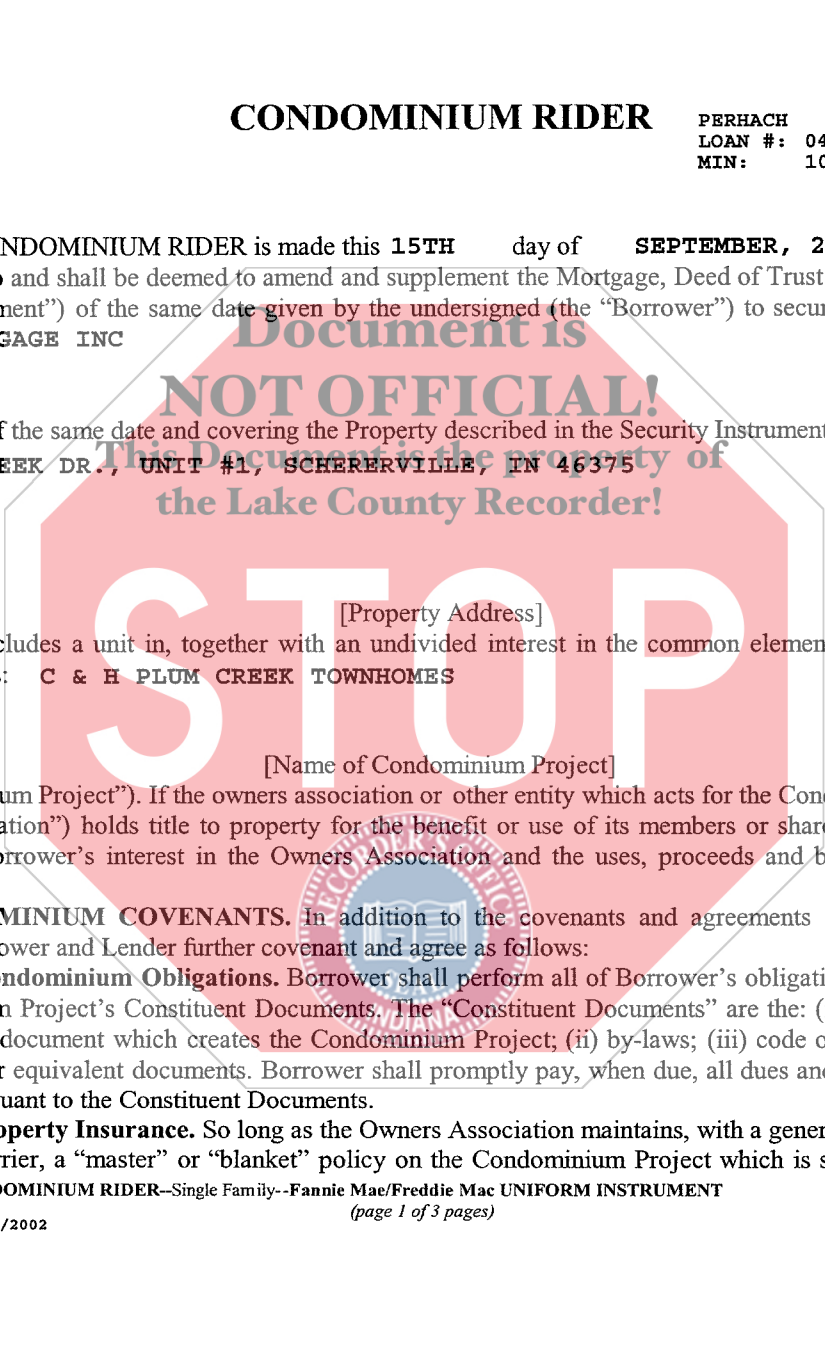 CONDOMINIUM RIDER
PERHACH
LOAN #: 04
MIN: 10
NDOMINIUM RIDER is made this 15TH day of SEPTEMBER, 2
and shall be deemed to amend and supplement the Mortgage, Deed of Trust
ment”) of the same date given by the undersigned (the “Borrower”) to secur
GAGE INC
Document is
NOT OFFICIAL!
f the same date and covering the Property described in the Security Instrument
This Document is the property of
EEK DR., UNIT #1, SCHERERVILLE, IN 46375
the Lake County Recorder!
STOP
[Property Address]
cludes a unit in, together with an undivided interest in the common elemen
: C & H PLUM CREEK TOWNHOMES
[Name of Condominium Project]
um Project”). If the owners association or other entity which acts for the Con
ation”) holds title to property for the benefit or use of its members or share
orrower’s interest in the Owners Association and the uses, proceeds and b
RECORDER'S OFFICE
MINIUM COVENANTS. In addition to the covenants and agreements
ower and Lender further covenant and agree as follows:
ondominium Obligations. Borrower shall perform all of Borrower’s obligati
SEAL
n Project’s Constituent Documents. The “Constituent Documents” are the: (
INDIANA
document which creates the Condominium Project; (ii) by-laws; (iii) code o
r equivalent documents. Borrower shall promptly pay, when due, all dues and
uant to the Constituent Documents.
operty Insurance. So long as the Owners Association maintains, with a gener
rrier, a “master” or “blanket” policy on the Condominium Project which is s
DOMINIUM RIDER--Single Family--Fannie Mae/Freddie Mac UNIFORM INSTRUMENT
(page 1 of 3 pages)
/2002